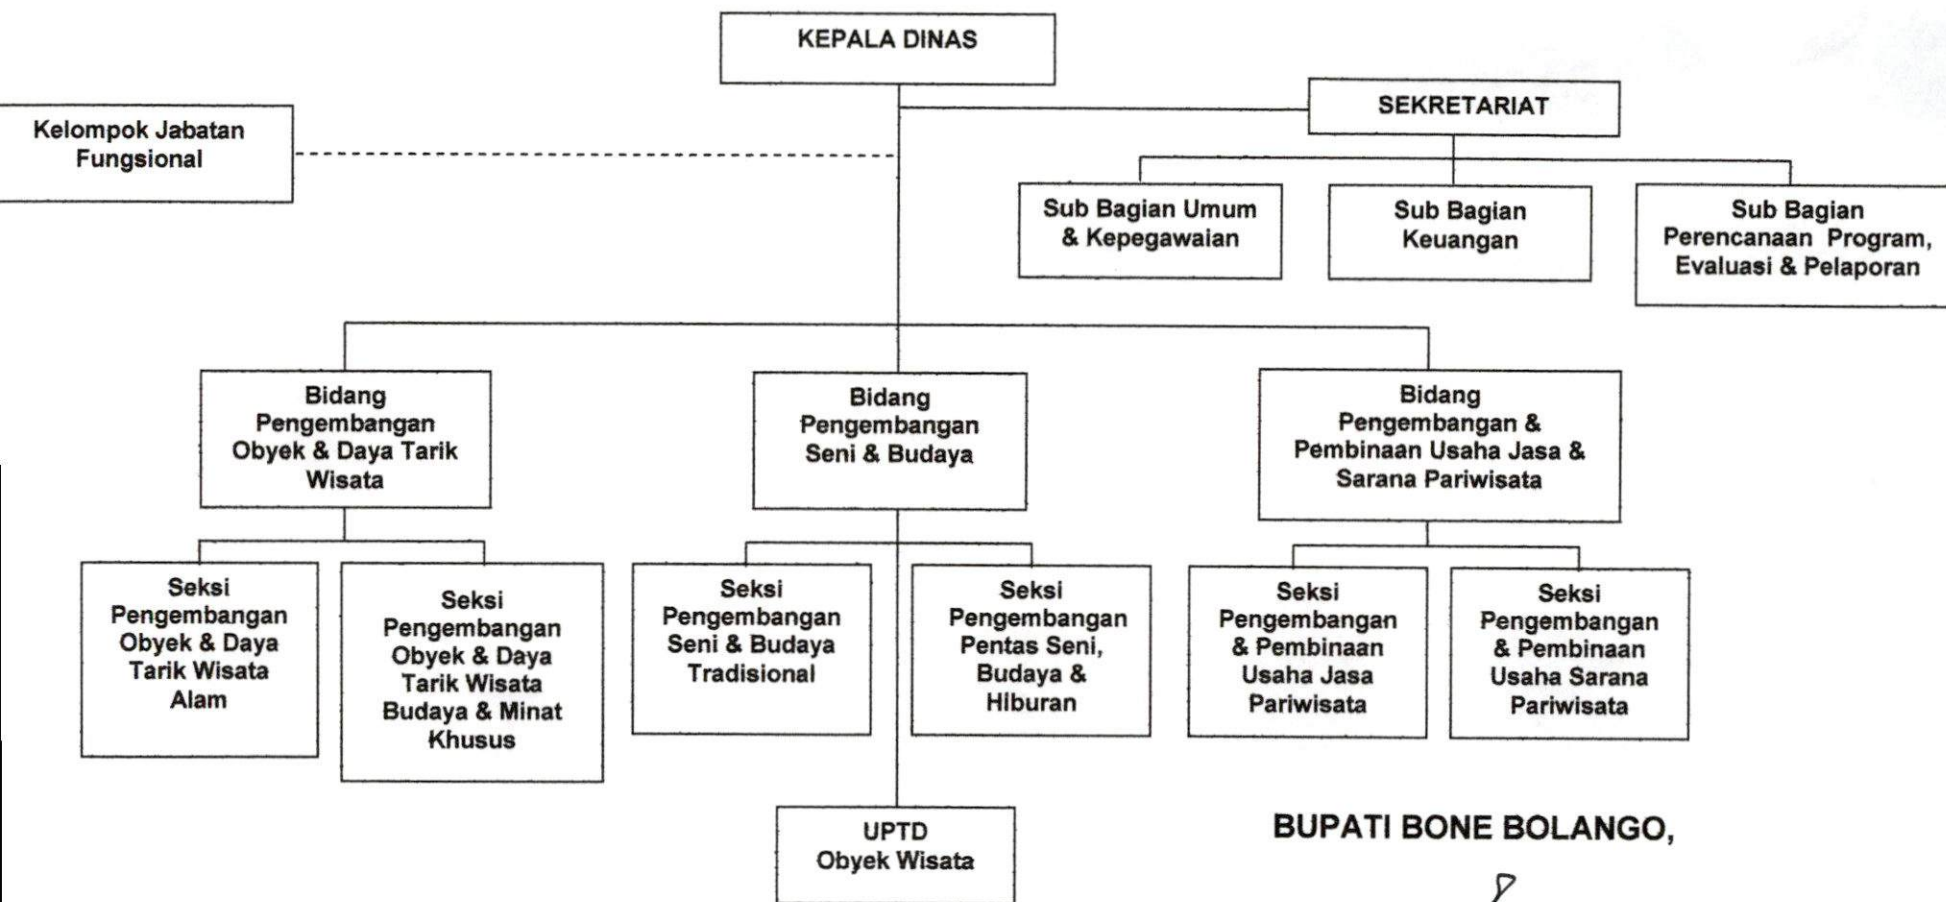 KEPALA DINAS
SEKRETARIAT
Kelompok Jabatan
Fungsional
Sub Bagian Umum
& Kepegawaian
Sub Bagian
Keuangan
Sub Bagian
Perencanaan Program,
Evaluasi & Pelaporan
Bidang
Pengembangan
Obyek & Daya Tarik
Wisata
Bidang
Pengembangan
Seni & Budaya
Bidang
Pengembangan &
Pembinaan Usaha Jasa &
Sarana Pariwisata
Seksi
Pengembangan
Obyek & Daya
Tarik Wisata
Alam
Seksi
Pengembangan
Obyek & Daya
Tarik Wisata
Budaya & Minat
Khusus
Seksi
Pengembangan
Seni & Budaya
Tradisional
Seksi
Pengembangan
Pentas Seni,
Budaya &
Hiburan
Seksi
Pengembangan
& Pembinaan
Usaha Jasa
Pariwisata
Seksi
Pengembangan
& Pembinaan
Usaha Sarana
Pariwisata
UPTD
Obyek Wisata
BUPATI BONE BOLANGO,